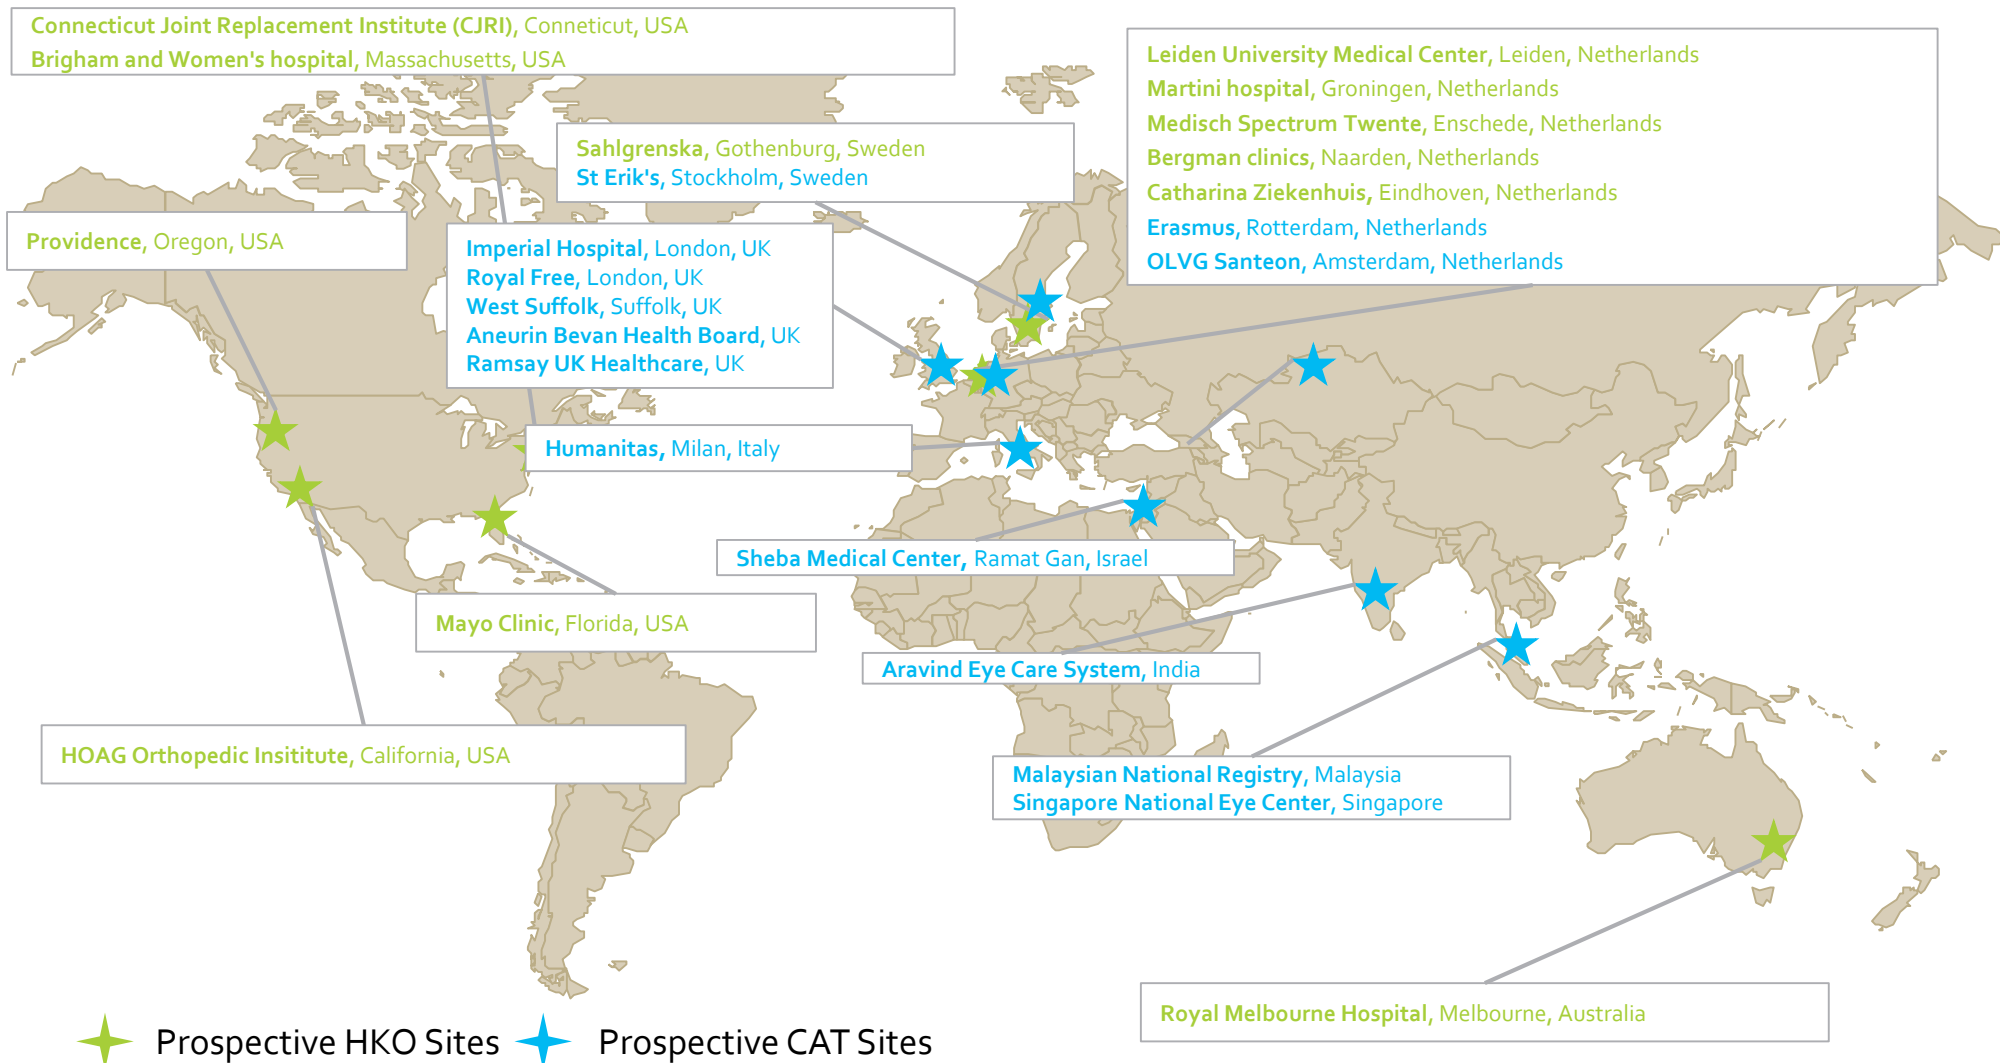 Connecticut Joint Replacement Institute (CJRI), Conneticut, USA
Brigham and Women's hospital, Massachusetts, USA
Leiden University Medical Center, Leiden, Netherlands
Martini hospital, Groningen, Netherlands
Medisch Spectrum Twente, Enschede, Netherlands
Bergman clinics, Naarden, Netherlands
Catharina Ziekenhuis, Eindhoven, Netherlands
Erasmus, Rotterdam, Netherlands
OLVG Santeon, Amsterdam, Netherlands
Sahlgrenska, Gothenburg, Sweden
St Erik's, Stockholm, Sweden
Providence, Oregon, USA
Imperial Hospital, London, UK
Royal Free, London, UK
West Suffolk, Suffolk, UK
Aneurin Bevan Health Board, UK
Ramsay UK Healthcare, UK
Humanitas, Milan, Italy
Sheba Medical Center, Ramat Gan, Israel
Mayo Clinic, Florida, USA
Aravind Eye Care System, India
HOAG Orthopedic Insititute, California, USA
Malaysian National Registry, Malaysia
Singapore National Eye Center, Singapore
Royal Melbourne Hospital, Melbourne, Australia
Prospective HKO Sites
Prospective CAT Sites